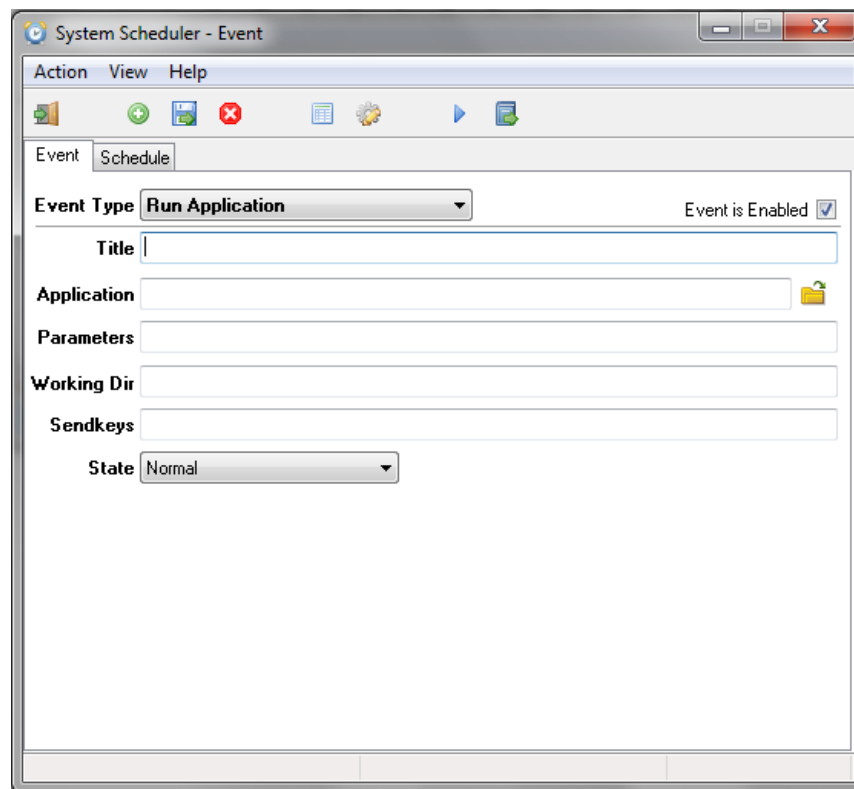 System Scheduler - Event
Action View Help
Event Schedule
Event Type Run Application Event is Enabled
Title
Application
Parameters
Working Dir
Sendkeys
State Normal